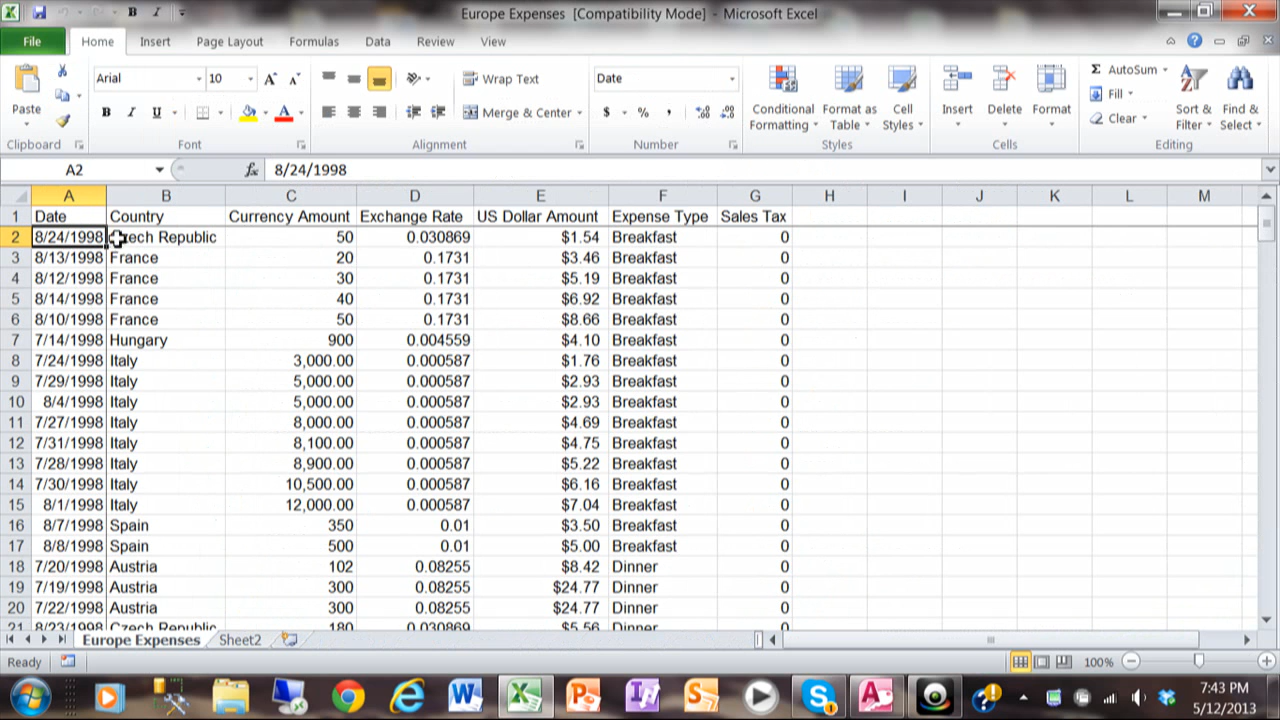 Europe Expenses [Compatibility Mode] - Microsoft Excel
File Home Insert Page Layout Formulas Data Review View
Paste
Clipboard
Arial 10
B I U
Font
Wrap Text
Merge & Center
Alignment
Date
$ % ,
Number
Conditional Formatting
Format as Table
Cell Styles
Styles
Insert Delete Format
Cells
AutoSum
Fill
Clear
Sort & Filter
Find & Select
Editing
A2 fx 8/24/1998
A B C D E F G H I J K L M
1 Date Country Currency Amount Exchange Rate US Dollar Amount Expense Type Sales Tax
2 8/24/1998 Czech Republic 50 0.030869 $1.54 Breakfast 0
3 8/13/1998 France 20 0.1731 $3.46 Breakfast 0
4 8/12/1998 France 30 0.1731 $5.19 Breakfast 0
5 8/14/1998 France 40 0.1731 $6.92 Breakfast 0
6 8/10/1998 France 50 0.1731 $8.66 Breakfast 0
7 7/14/1998 Hungary 900 0.004559 $4.10 Breakfast 0
8 7/24/1998 Italy 3,000.00 0.000587 $1.76 Breakfast 0
9 7/29/1998 Italy 5,000.00 0.000587 $2.93 Breakfast 0
10 8/4/1998 Italy 5,000.00 0.000587 $2.93 Breakfast 0
11 7/27/1998 Italy 8,000.00 0.000587 $4.69 Breakfast 0
12 7/31/1998 Italy 8,100.00 0.000587 $4.75 Breakfast 0
13 7/28/1998 Italy 8,900.00 0.000587 $5.22 Breakfast 0
14 7/30/1998 Italy 10,500.00 0.000587 $6.16 Breakfast 0
15 8/1/1998 Italy 12,000.00 0.000587 $7.04 Breakfast 0
16 8/7/1998 Spain 350 0.01 $3.50 Breakfast 0
17 8/8/1998 Spain 500 0.01 $5.00 Breakfast 0
18 7/20/1998 Austria 102 0.08255 $8.42 Dinner 0
19 7/19/1998 Austria 300 0.08255 $24.77 Dinner 0
20 7/22/1998 Austria 300 0.08255 $24.77 Dinner 0
21 8/23/1998 Czech Republic 180 0.030869 $5.56 Dinner 0
Europe Expenses Sheet2
Ready 100%
7:43 PM
5/12/2013